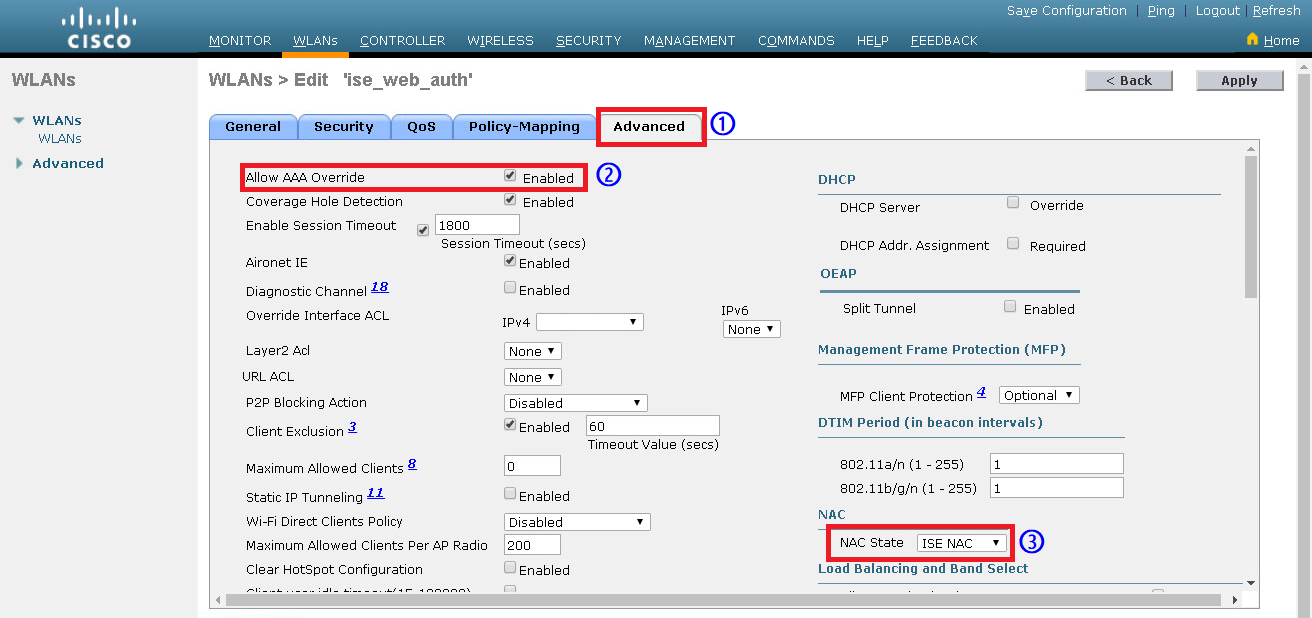 Save Configuration | Ping | Logout | Refresh
CISCO
MONITOR WLANs CONTROLLER WIRELESS SECURITY MANAGEMENT COMMANDS HELP FEEDBACK
Home
WLANs
WLANs
WLANs
Advanced
WLANs > Edit 'ise_web_auth'
< Back
Apply
General Security QoS Policy-Mapping Advanced 1
Allow AAA Override Enabled 2
Coverage Hole Detection Enabled
Enable Session Timeout 1800
Session Timeout (secs)
Aironet IE Enabled
Diagnostic Channel 18 Enabled
Override Interface ACL IPv4 IPv6
None
Layer2 Acl None
URL ACL None
P2P Blocking Action Disabled
Client Exclusion 3 Enabled 60
Timeout Value (secs)
Maximum Allowed Clients 8 0
Static IP Tunneling 11 Enabled
Wi-Fi Direct Clients Policy Disabled
Maximum Allowed Clients Per AP Radio 200
Clear HotSpot Configuration Enabled
DHCP
DHCP Server Override
DHCP Addr. Assignment Required
OEAP
Split Tunnel Enabled
Management Frame Protection (MFP)
MFP Client Protection 4 Optional
DTIM Period (in beacon intervals)
802.11a/n (1 - 255) 1
802.11b/g/n (1 - 255) 1
NAC
NAC State ISE NAC 3
Load Balancing and Band Select